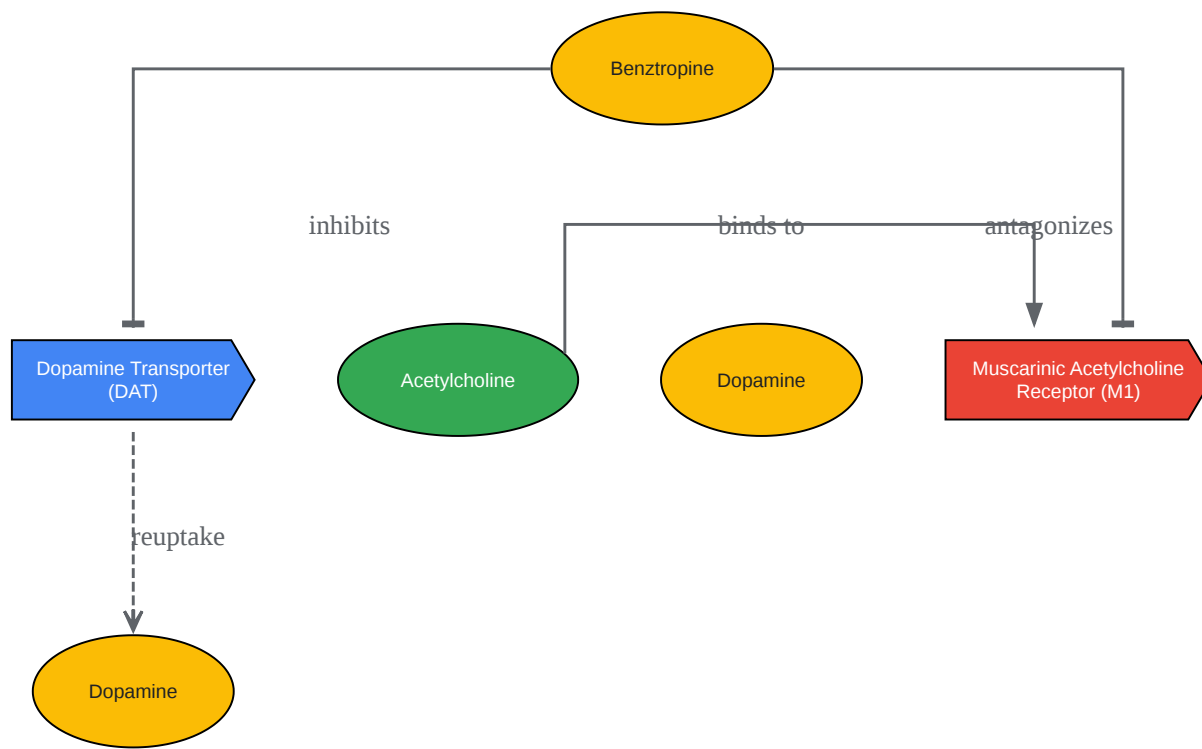 Benztropine
inhibits
binds to
antagonizes
Dopamine Transporter
(DAT)
Acetylcholine
Dopamine
Muscarinic Acetylcholine
Receptor (M1)
reuptake
Dopamine